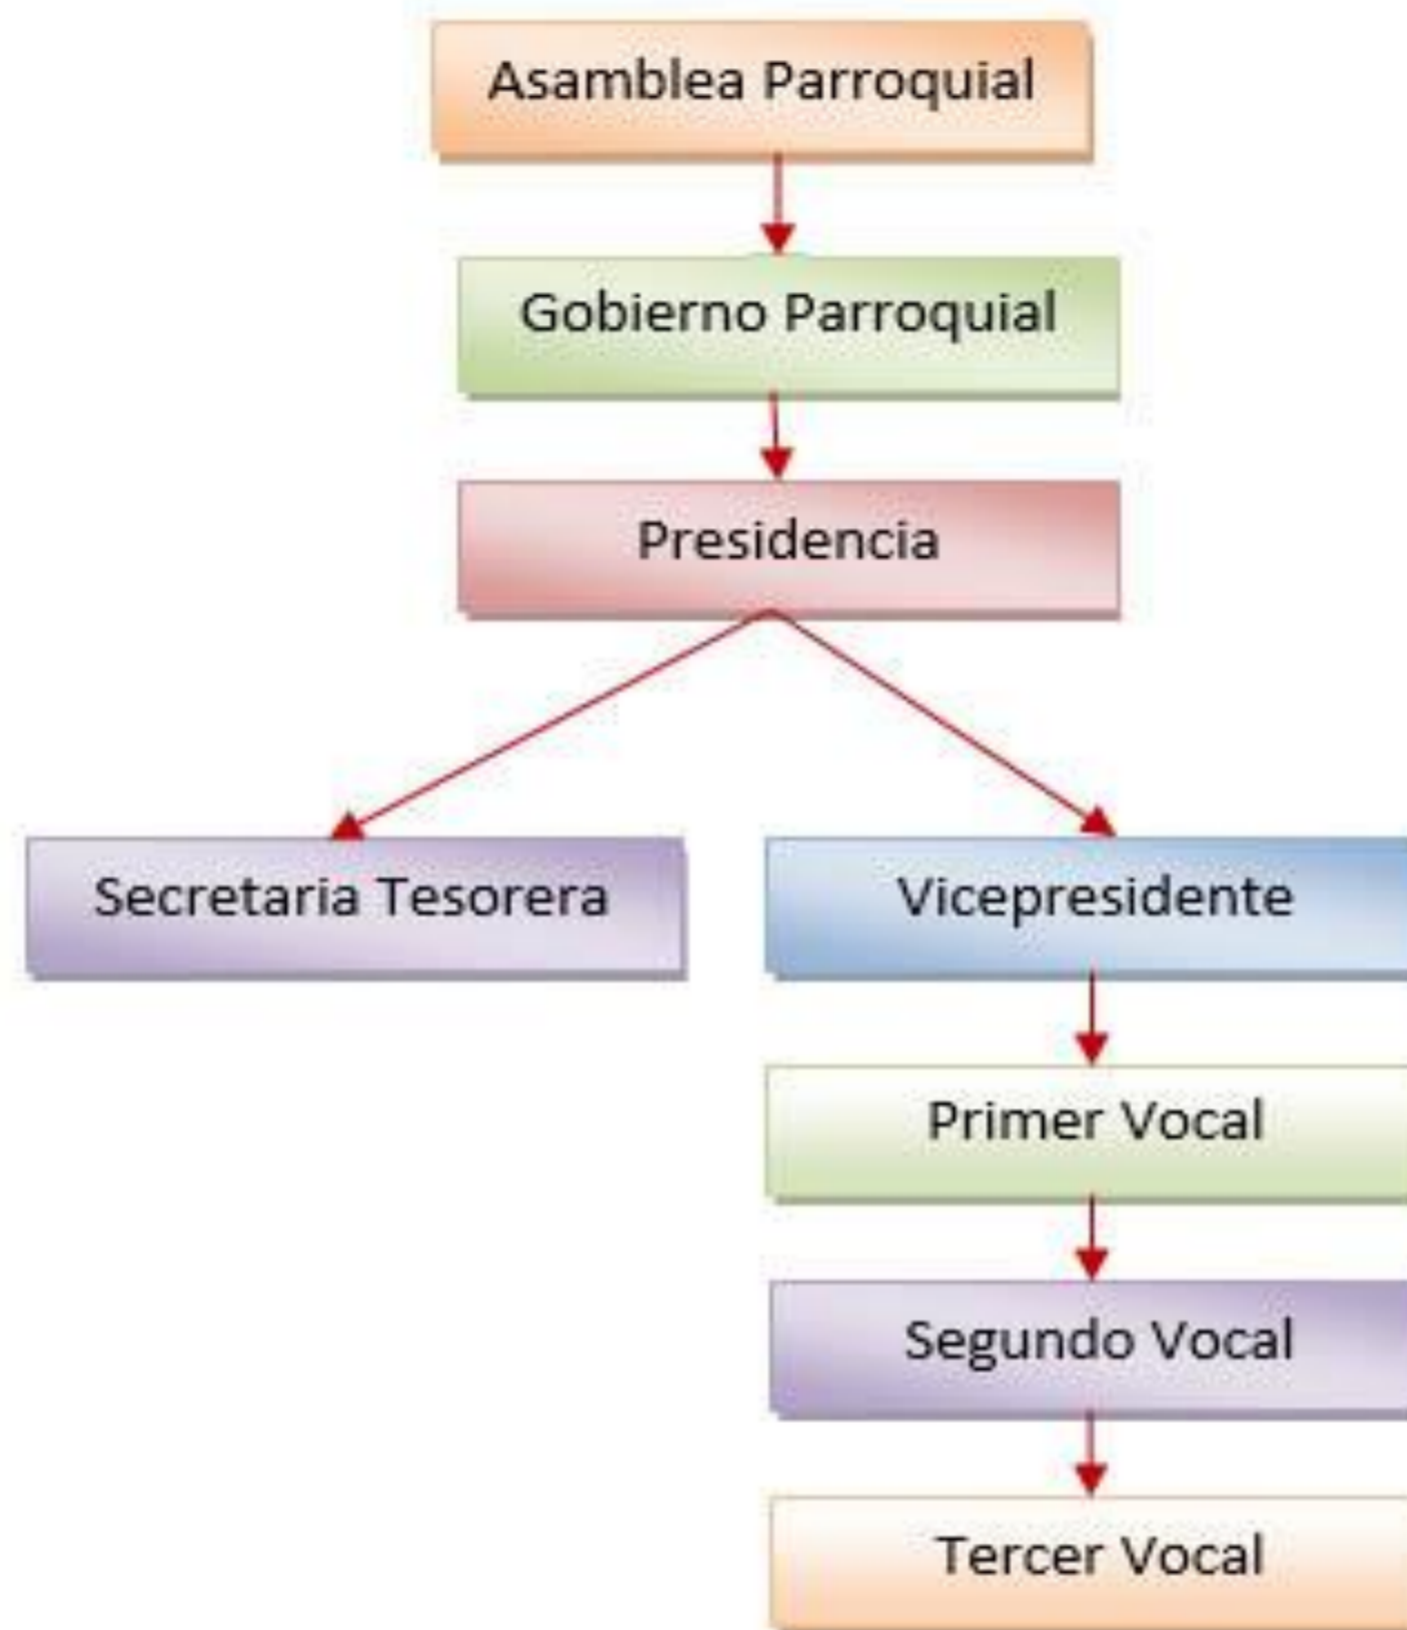 Asamblea Parroquial
Gobierno Parroquial
Presidencia
Secretaria Tesorera
Vicepresidente
Primer Vocal
Segundo Vocal
Tercer Vocal